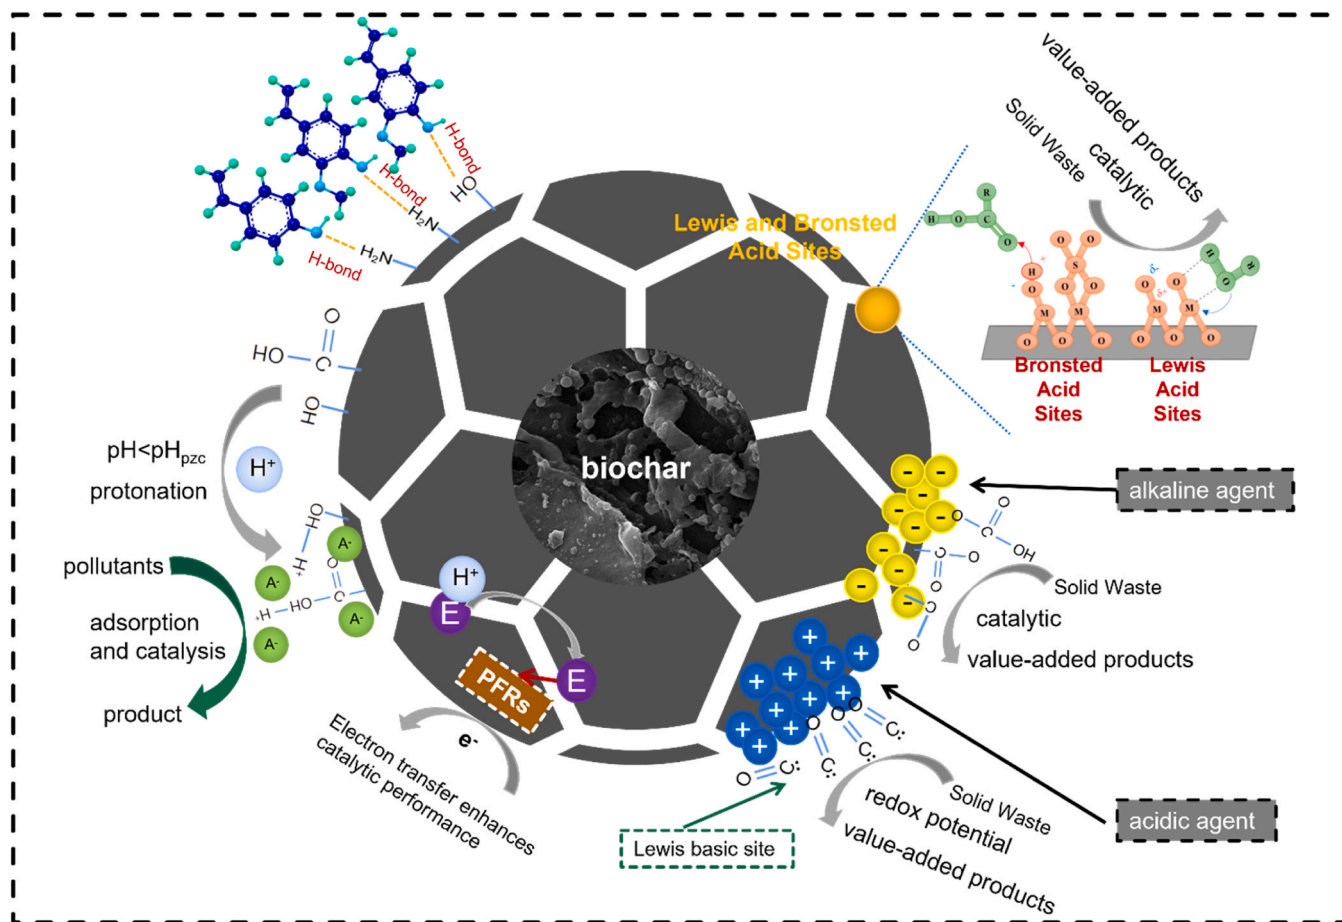 value-added products
Solid Waste
catalytic
H-bond
H-bond
H-bond
HO
H₂N
H₂N
Lewis and Bronsted
Acid Sites
R
H O C
O
H
O
M
O
O
O O
S
O O
M
O
O
δ-
δ+
O
M
O
O
M
O
O
H
O
R
+
-
Bronsted
Acid
Sites
Lewis
Acid
Sites
O
HO C
HO
pH<pHpzc
protonation
H⁺
biochar
alkaline agent
- - - - - - - - - - -
O C O
OH
C O
O
O
O
Solid Waste
catalytic
value-added products
HO
H+
O
C
HO
H+
A-
A-
A-
A-
pollutants
adsorption
and catalysis
product
H⁺
E
E
PFRs
e-
Electron transfer enhances
catalytic performance
+ + + + + + + + + +
O C:
O C:
O C:
O C:
Solid Waste
redox potential
value-added products
Lewis basic site
acidic agent